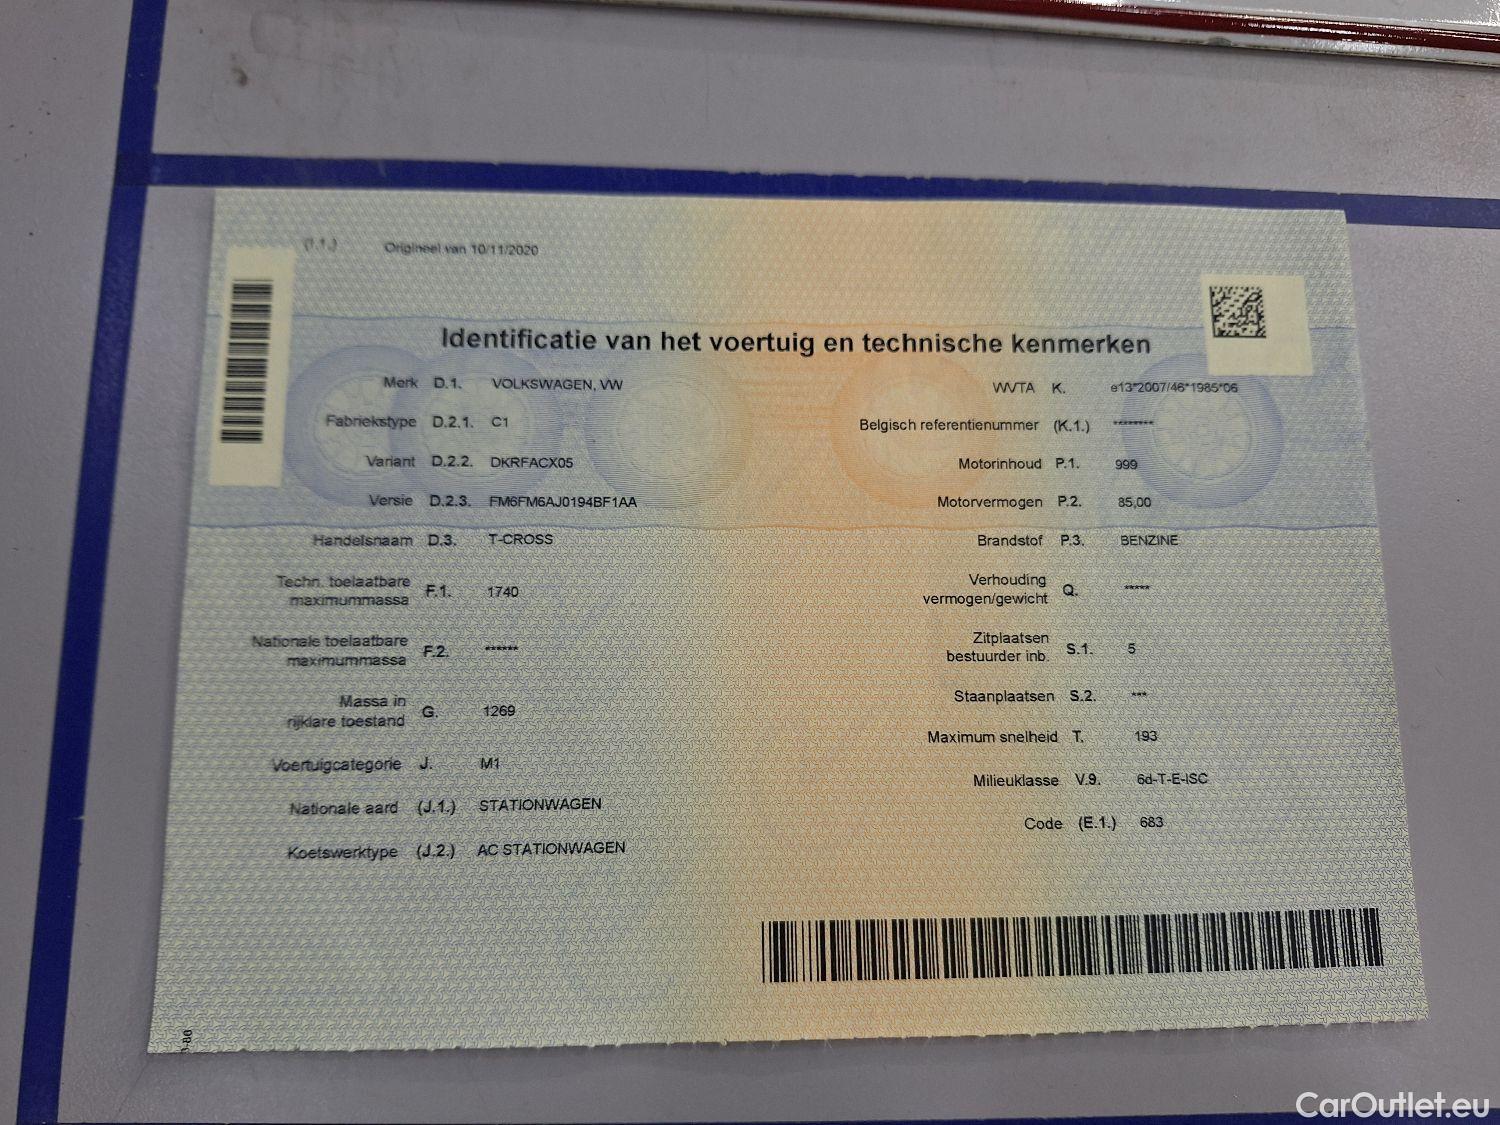 (I.1.) Origineel van 10/11/2020
Identificatie van het voertuig en technische kenmerken
Merk D.1. VOLKSWAGEN, VW
Fabriekstype D.2.1. C1
Variant D.2.2. DKRFACX05
Versie D.2.3. FM6FM6AJ0194BF1AA
Handelsnaam D.3. T-CROSS
Techn. toelaatbare
maximummassa F.1. 1740
Nationale toelaatbare
maximummassa F.2. ******
Massa in
rijklare toestand G. 1269
Voertuigcategorie J. M1
Nationale aard (J.1.) STATIONWAGEN
Koetswerktype (J.2.) AC STATIONWAGEN
WVTA K. e13*2007/46*1985*06
Belgisch referentienummer (K.1.) ********
Motorinhoud P.1. 999
Motorvermogen P.2. 85,00
Brandstof P.3. BENZINE
Verhouding
vermogen/gewicht Q. *****
Zitplaatsen
bestuurder inb. S.1. 5
Staanplaatsen S.2. ***
Maximum snelheid T. 193
Milieuklasse V.9. 6d-T-E-ISC
Code (E.1.) 683
CarOutlet.eu